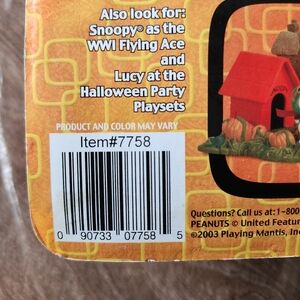 Also look for:
Snoopy® as the
WWI Flying Ace
and
Lucy at the
Halloween Party
Playsets
PRODUCT AND COLOR MAY VARY
Item#7758
0 90733 07758 5
Questions? Call us at: 1-800
PEANUTS © United Featur
©2003 Playing Mantis, Inc